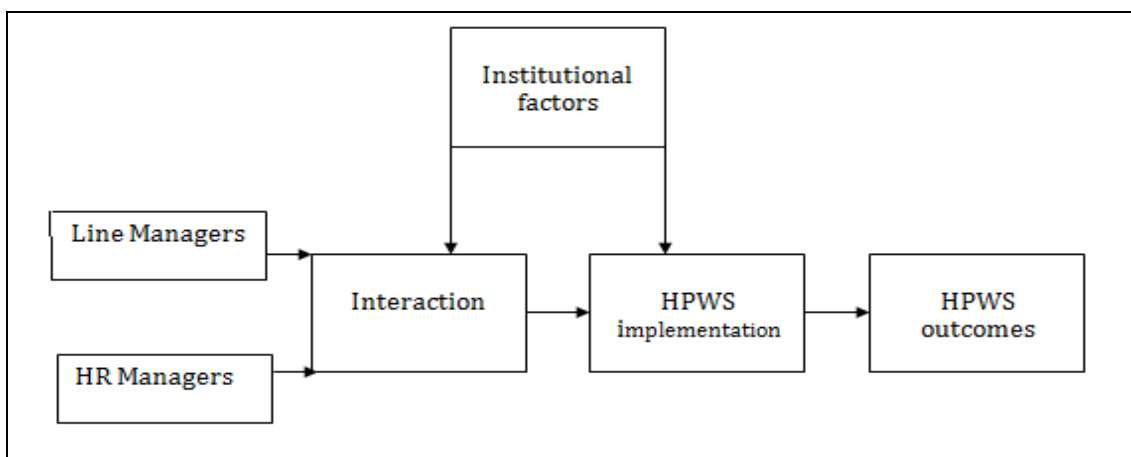 Institutional
factors
Line Managers
Interaction
HPWS
implementation
HPWS
outcomes
HR Managers